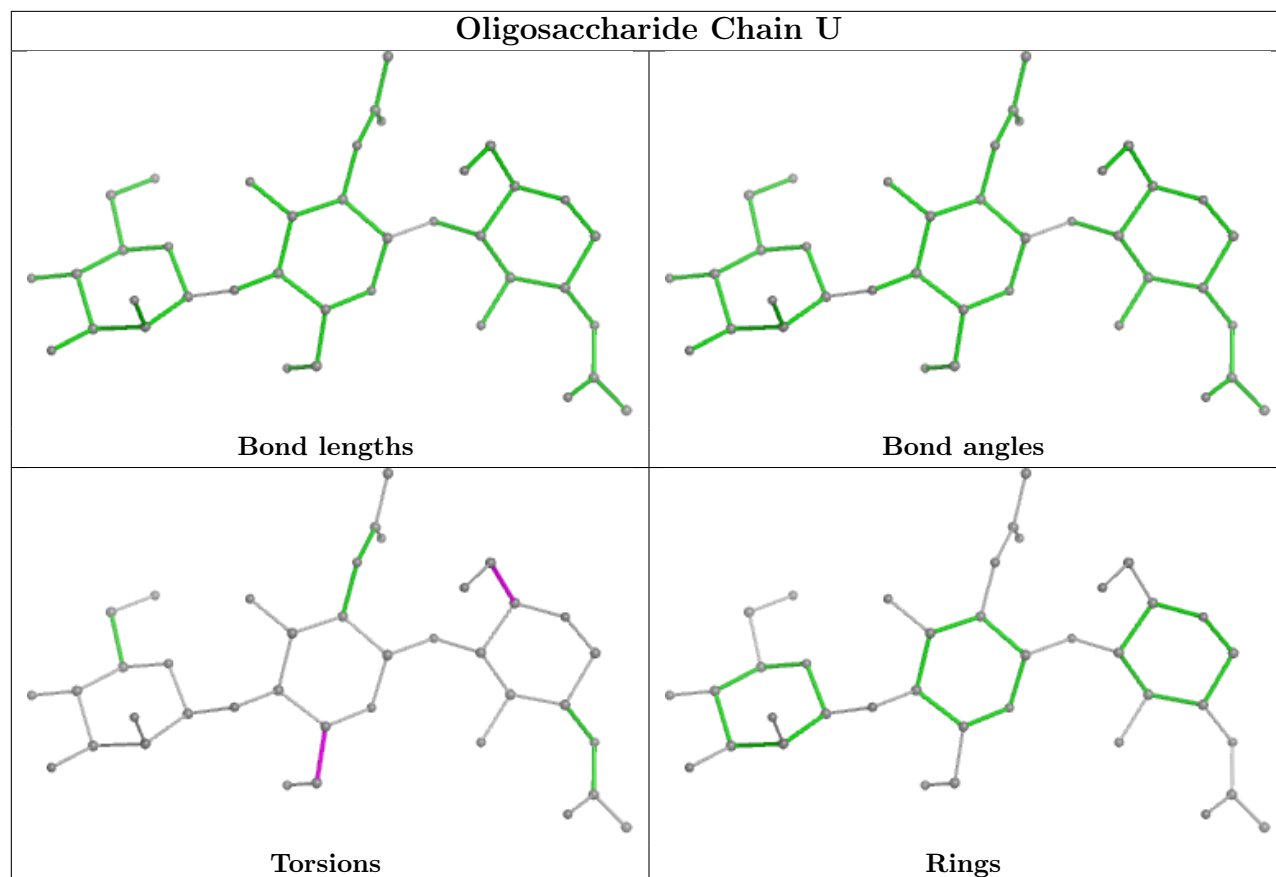 Oligosaccharide Chain U
Bond lengths
Bond angles
Torsions
Rings